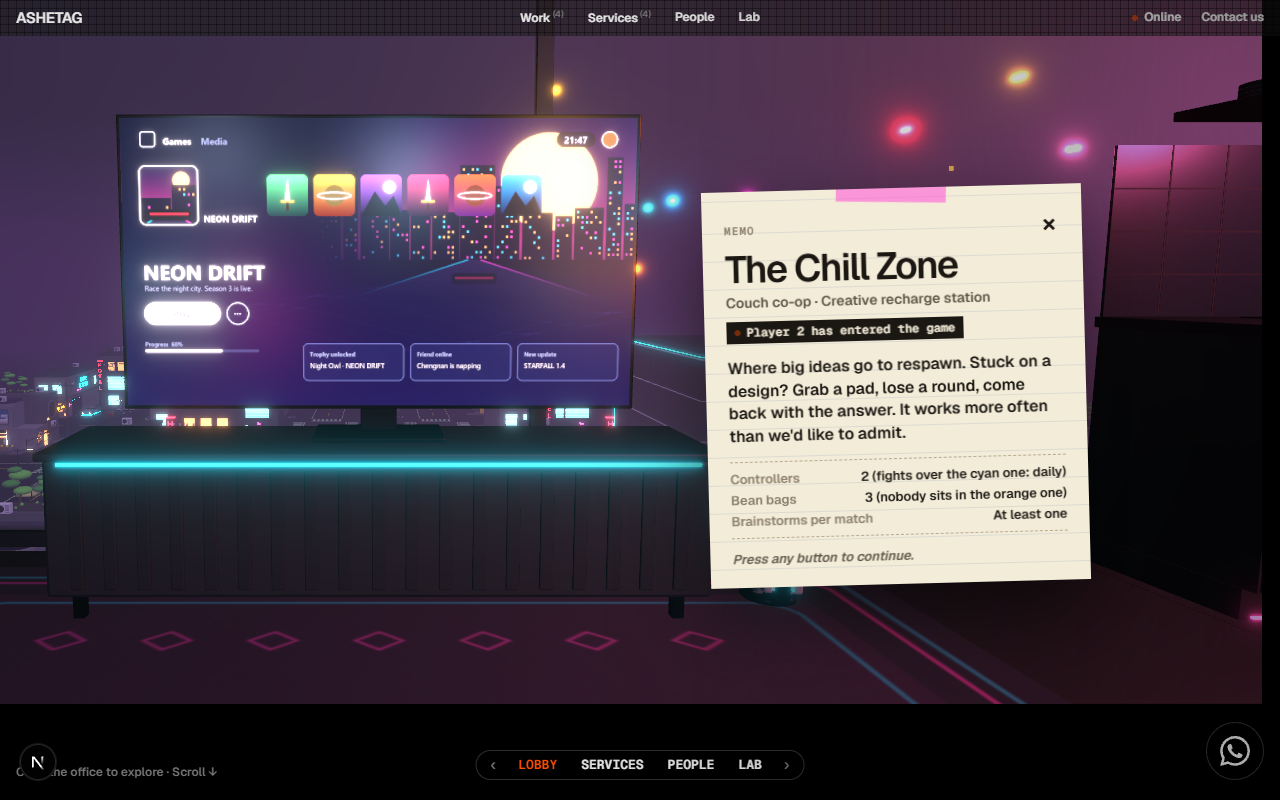 ASHETAG
Work (4)
Services (4)
People
Lab
Online
Contact us
Games
Media
21:47
NEON DRIFT
NEON DRIFT
Race the night city. Season 3 is live.
Progress 68%
Trophy unlocked
Night Owl · NEON DRIFT
Friend online
Chengnan is napping
New update
STARFALL 1.4
MEMO
×
The Chill Zone
Couch co-op · Creative recharge station
Player 2 has entered the game
Where big ideas go to respawn. Stuck on a
design? Grab a pad, lose a round, come
back with the answer. It works more often
than we'd like to admit.
Controllers 2 (fights over the cyan one: daily)
Bean bags 3 (nobody sits in the orange one)
Brainstorms per match At least one
Press any button to continue.
N
the office to explore · Scroll ↓
‹ LOBBY SERVICES PEOPLE LAB ›